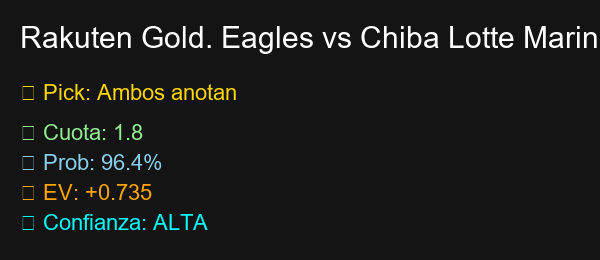 Rakuten Gold. Eagles vs Chiba Lotte Marin
Pick: Ambos anotan
Cuota: 1.8
Prob: 96.4%
EV: +0.735
Confianza: ALTA